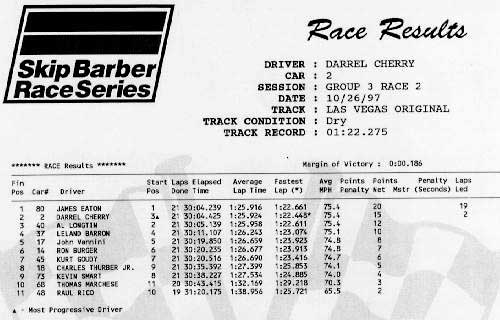 Skip Barber
Race Series
Race Results
DRIVER : DARREL CHERRY
CAR : 2
SESSION : GROUP 3 RACE 2
DATE : 10/26/97
TRACK : LAS VEGAS ORIGINAL
TRACK CONDITION : Dry
TRACK RECORD : 01:22.275
******* RACE Results ******* Margin of Victory : 0:00.186
Fin Start Laps Elapsed Average Fastest Avg Points Points Penalty Laps
Pos Car# Driver Pos Done Time Lap Time Lap (*) MPH Penalty Net Mstr (Seconds) Led
1 80 JAMES EATON 1 21 30:04.239 1:25.916 1:22.661 75.4 20 19
2 2 DARREL CHERRY 3▲ 21 30:04.425 1:25.924 1:22.448* 75.4 15 2
3 40 AL LONGTIN 2 21 30:05.139 1:25.958 1:22.611 75.4 12
4 37 LELAND BARRON 4 21 30:11.107 1:26.243 1:23.074 75.1 10
5 17 John Vannini 5 21 30:19.850 1:26.659 1:23.923 74.8 8
6 14 RON BURGER 6 21 30:20.235 1:26.677 1:23.913 74.8 7
7 45 KURT GOUDY 7 21 30:20.516 1:26.690 1:23.416 74.7 6
8 18 CHARLES THURBER JR. 9 21 30:35.392 1:27.399 1:25.853 74.1 5
9 73 KEVIN SMART 8 21 30:38.227 1:27.534 1:24.885 74.0 4
10 68 THOMAS MARCHESE 11 20 30:43.415 1:32.169 1:29.218 70.3 3
11 48 RAUL RICO 10 19 31:20.175 1:38.956 1:25.721 65.5 2
▲ - Most Progressive Driver